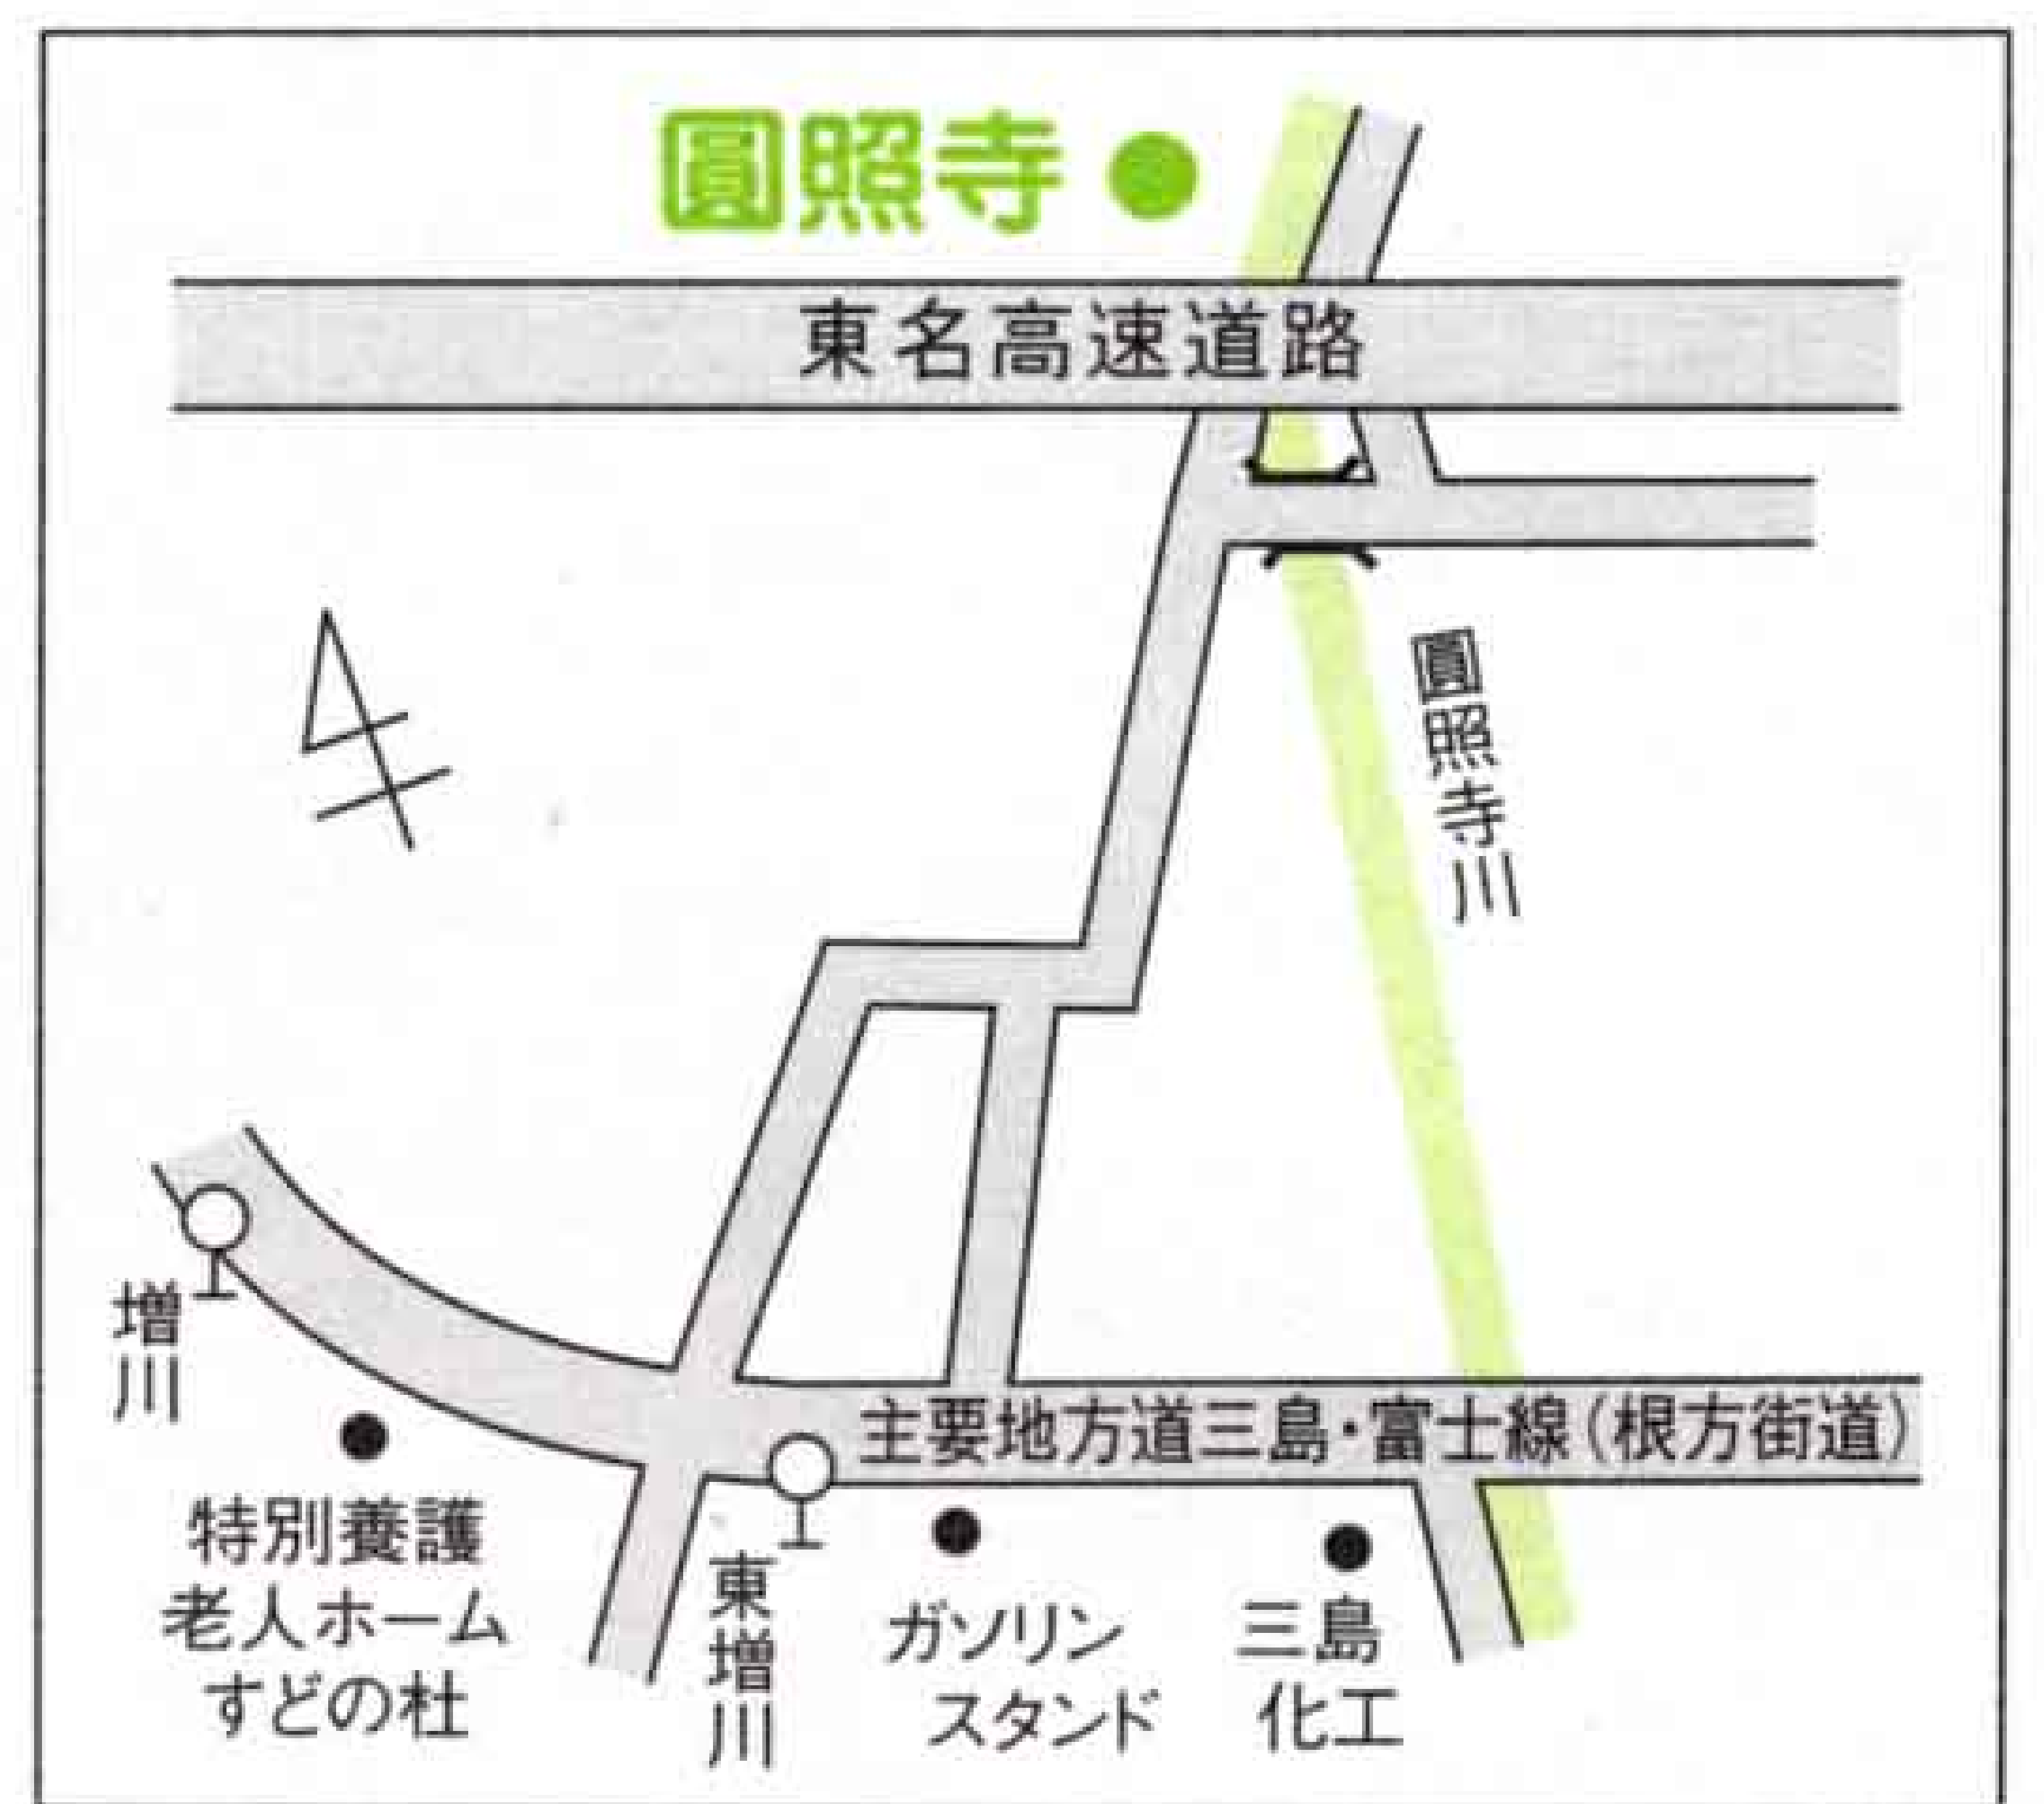 圓照寺
東名高速道路
圓照寺川
増川
主要地方道三島・富士線(根方街道)
特別養護
老人ホーム
すどの杜
東増川
ガソリン
スタンド
三島
化工